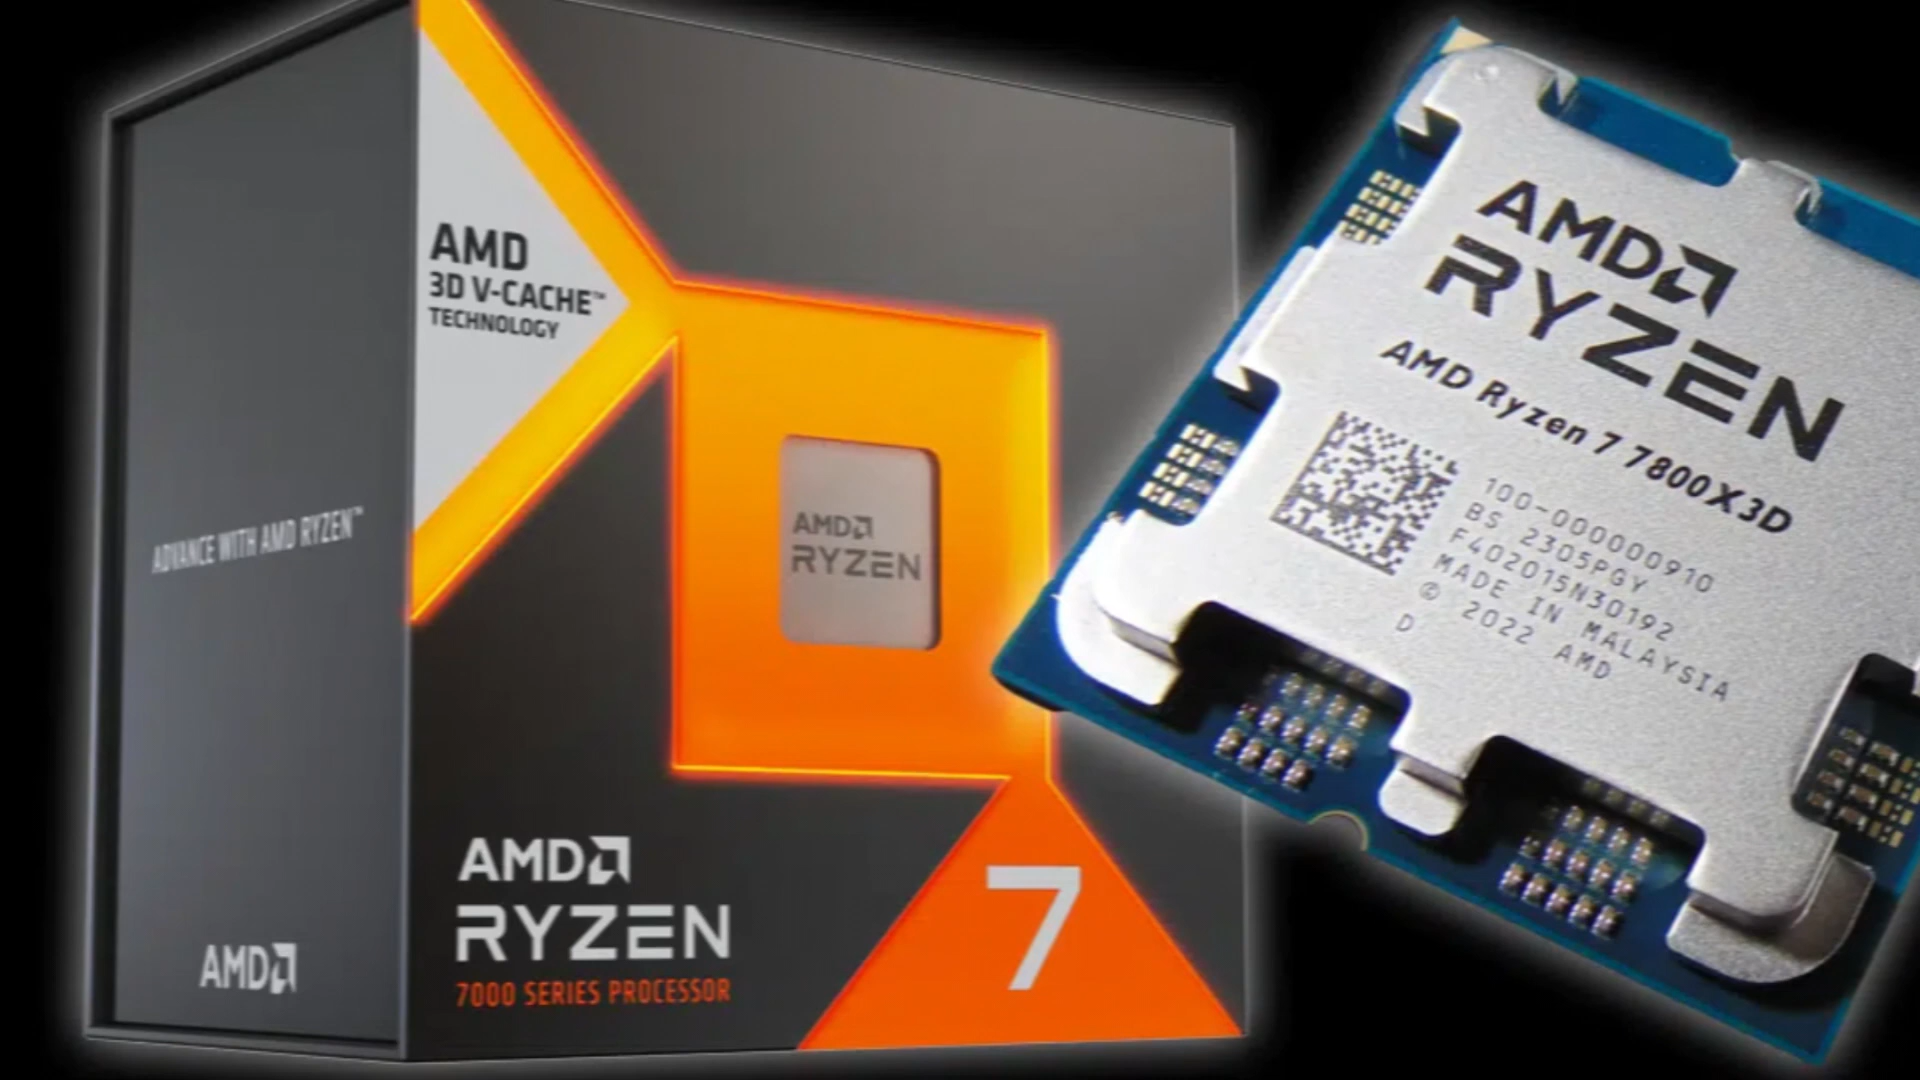 AMD
3D V-CACHE™
TECHNOLOGY
ADVANCE WITH AMD RYZEN™
AMD
RYZEN
AMD
AMD
RYZEN
7000 SERIES PROCESSOR
7
AMD
RYZEN
AMD Ryzen 7 7800X3D
100-000000910
BS 2305PGY
F402015N30192
MADE IN MALAYSIA
© 2022 AMD
D